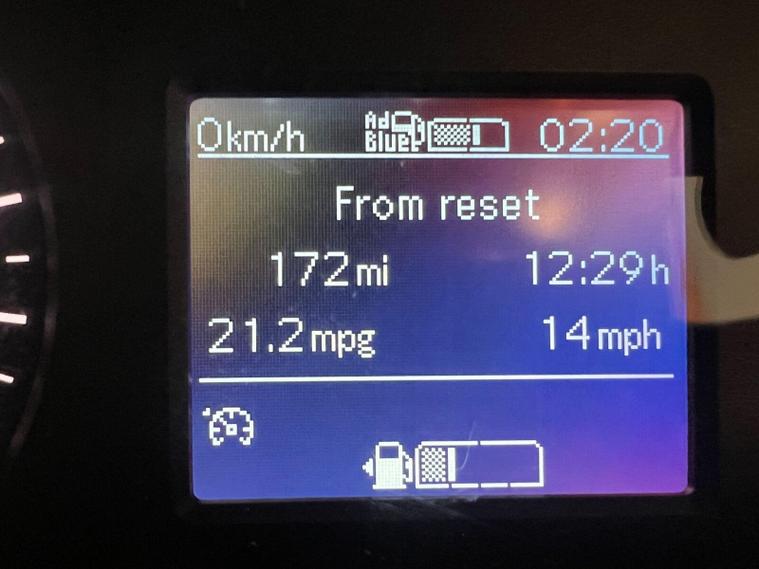 0km/h AdBlue 02:20
From reset
172mi 12:29h
21.2mpg 14mph